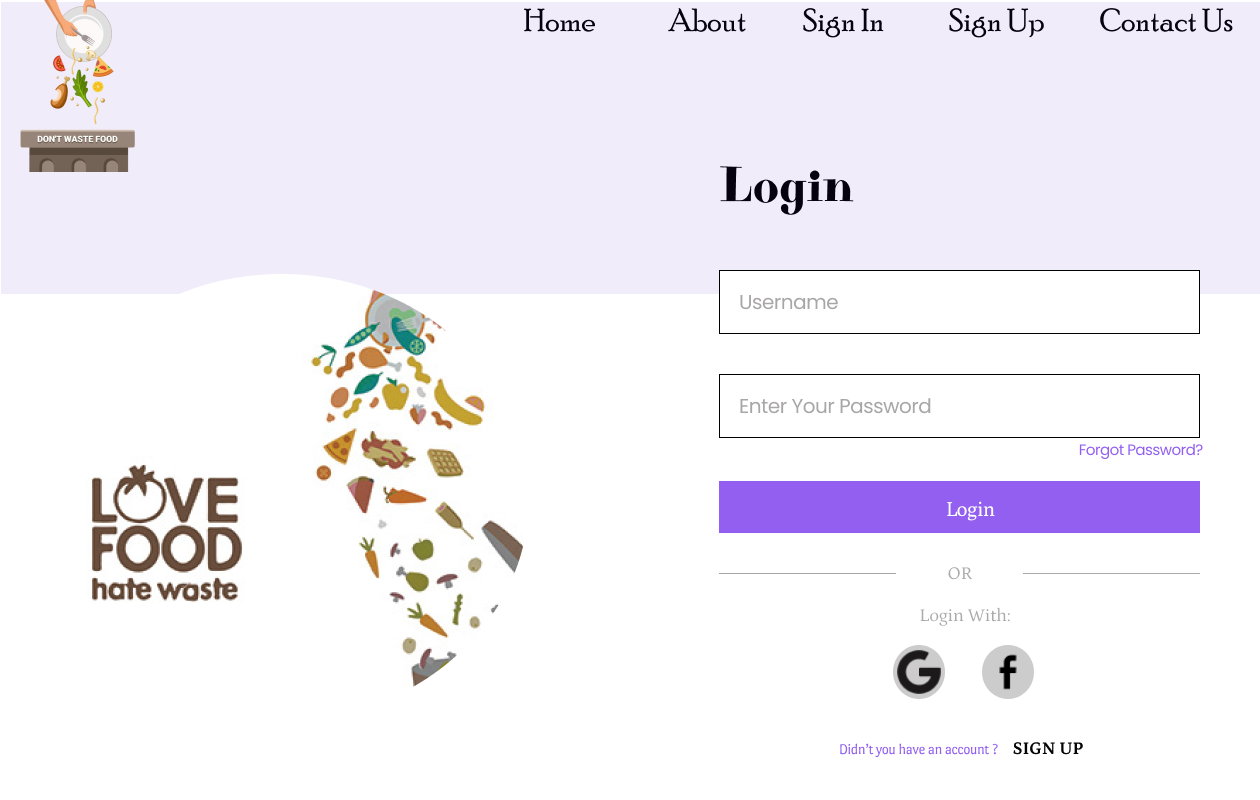 Home About Sign In Sign Up Contact Us
DON'T WASTE FOOD
Login
Username
Enter Your Password
Forgot Password?
Login
OR
Login With:
G f
Didn't you have an account ? SIGN UP
LOVE
FOOD
hate waste